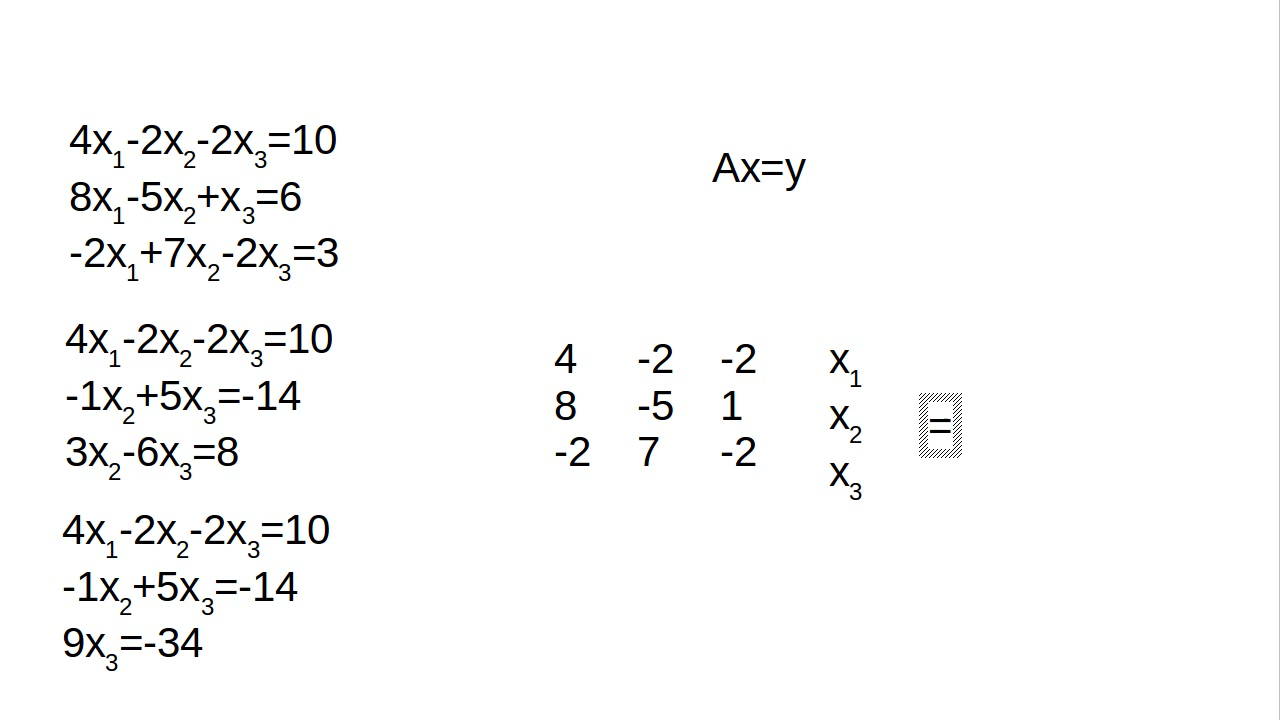 4x₁-2x₂-2x₃=10
8x₁-5x₂+x₃=6
-2x₁+7x₂-2x₃=3
4x₁-2x₂-2x₃=10
-1x₂+5x₃=-14
3x₂-6x₃=8
4x₁-2x₂-2x₃=10
-1x₂+5x₃=-14
9x₃=-34
Ax=y
4 -2 -2
8 -5 1
-2 7 -2
x₁
x₂
x₃
=